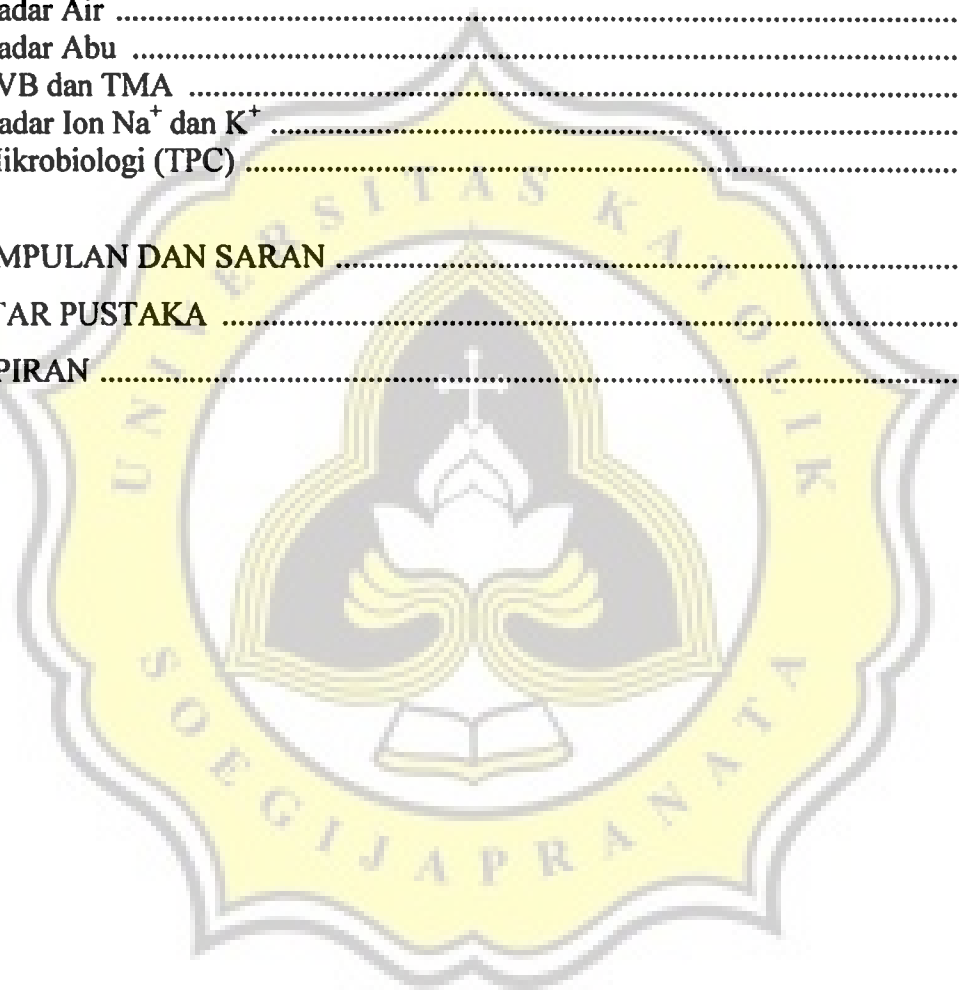 adar Air ................................................................................
adar Abu ................................................................................
VB dan TMA ................................................................................
adar Ion Na⁺ dan K⁺ ................................................................................
ikrobiologi (TPC) ................................................................................
MPULAN DAN SARAN ................................................................................
TAR PUSTAKA ................................................................................
PIRAN ................................................................................
UNIVERSITAS KATOLIK
SOEGIJAPRANATA